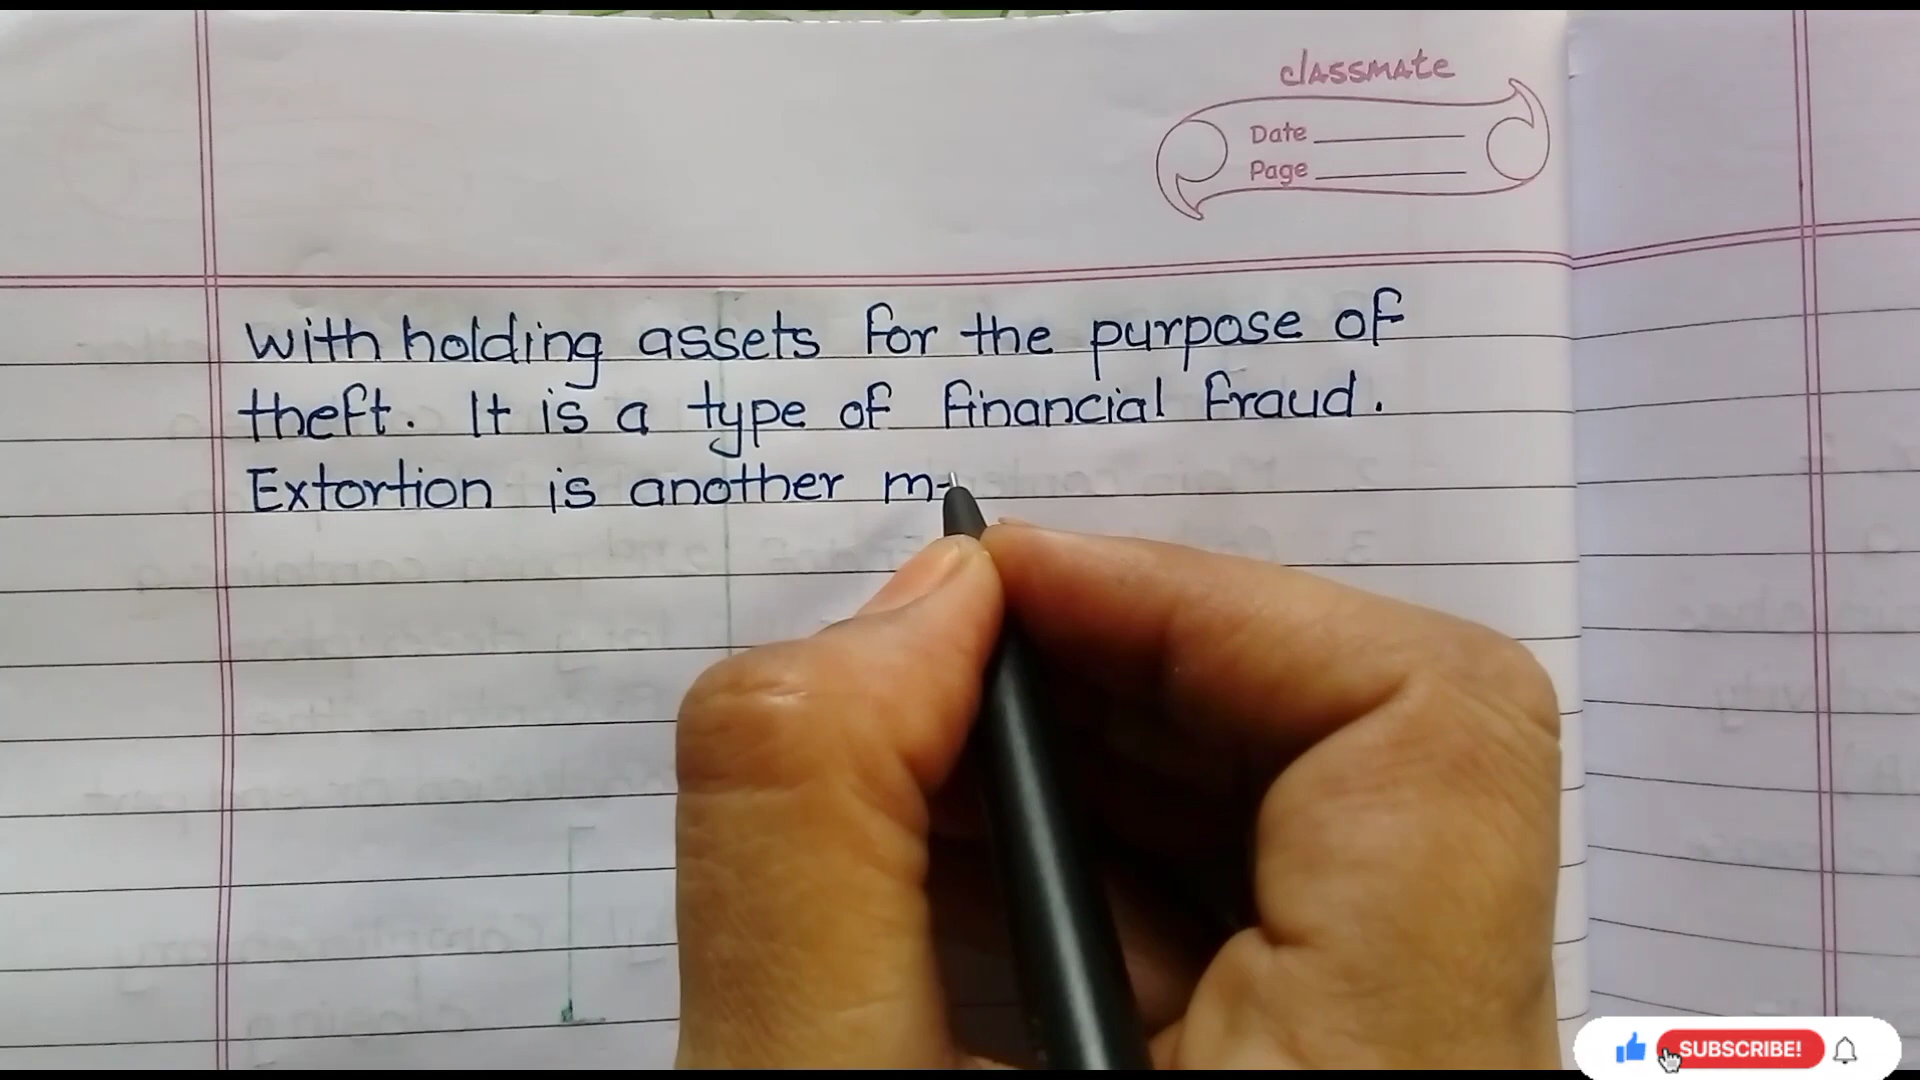 classmate
Date
Page
With holding assets for the purpose of
theft. It is a type of financial fraud.
Extortion is another m
SUBSCRIBE!